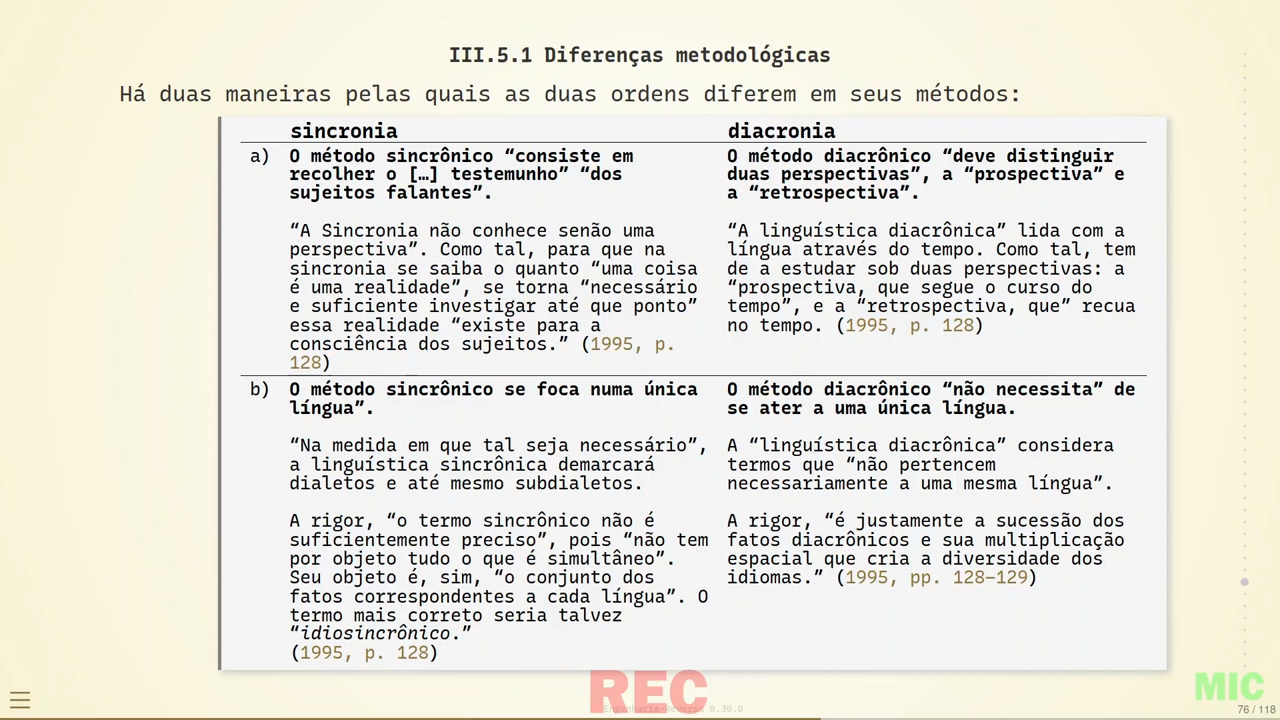 III.5.1 Diferenças metodológicas
Há duas maneiras pelas quais as duas ordens diferem em seus métodos:
sincronia
diacronia
a)
O método sincrônico “consiste em
recolher o […] testemunho” “dos
sujeitos falantes”.
“A Sincronia não conhece senão uma
perspectiva”. Como tal, para que na
sincronia se saiba o quanto “uma coisa
é uma realidade”, se torna “necessário
e suficiente investigar até que ponto”
essa realidade “existe para a
consciência dos sujeitos.” (1995, p.
128)
O método diacrônico “deve distinguir
duas perspectivas”, a “prospectiva” e
a “retrospectiva”.
“A linguística diacrônica” lida com a
língua através do tempo. Como tal, tem
de a estudar sob duas perspectivas: a
“prospectiva, que segue o curso do
tempo”, e a “retrospectiva, que” recua
no tempo. (1995, p. 128)
b)
O método sincrônico se foca numa única
língua”.
“Na medida em que tal seja necessário”,
a linguística sincrônica demarcará
dialetos e até mesmo subdialetos.
A rigor, “o termo sincrônico não é
suficientemente preciso”, pois “não tem
por objeto tudo o que é simultâneo”.
Seu objeto é, sim, “o conjunto dos
fatos correspondentes a cada língua”. O
termo mais correto seria talvez
“idiosincrônico.”
(1995, p. 128)
O método diacrônico “não necessita” de
se ater a uma única língua.
A “linguística diacrônica” considera
termos que “não pertencem
necessariamente a uma mesma língua”.
A rigor, “é justamente a sucessão dos
fatos diacrônicos e sua multiplicação
espacial que cria a diversidade dos
idiomas.” (1995, pp. 128–129)
REC
Engenharia-Reversa 0.30.0
MIC
76 / 118